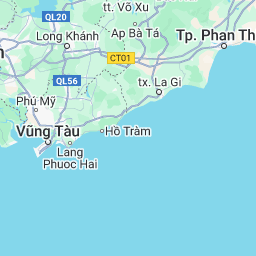 QL20
tt. Võ Xu
Long Khánh
Ap Bà Tá
Tp. Phan Th
CT01
QL56
tx. La Gi
Phú Mỹ
Vũng Tàu
Hồ Tràm
Lang
Phuoc Hai